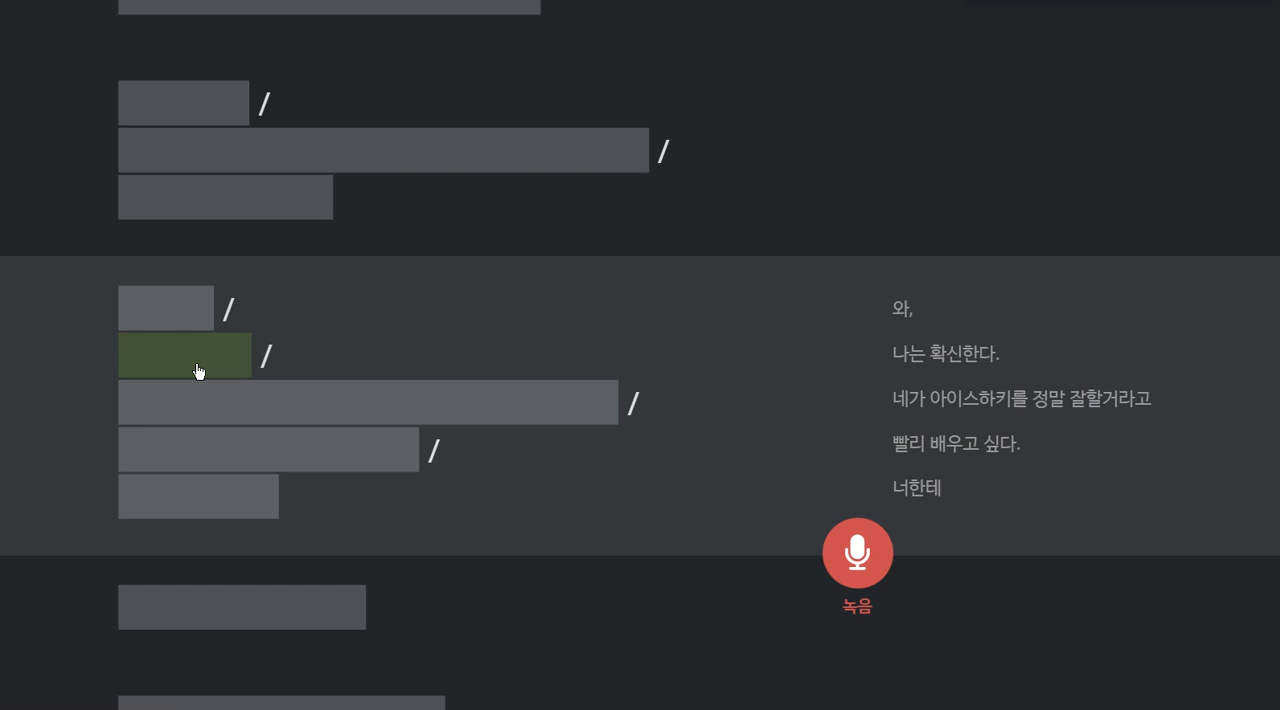 /
/
/
/
/
/
와,
나는 확신한다.
네가 아이스하키를 정말 잘할거라고
빨리 배우고 싶다.
너한테
녹음